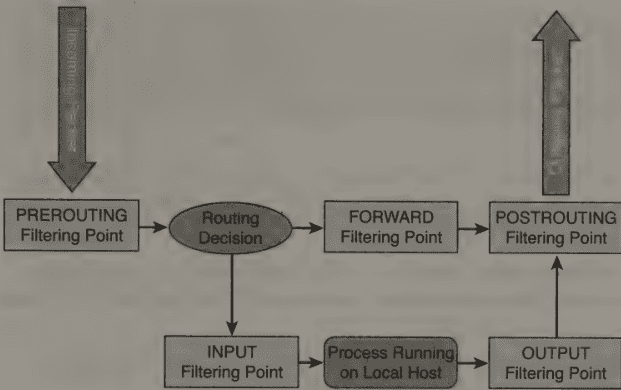 Incoming
PREROUTING
Filtering Point
Routing
Decision
FORWARD
Filtering Point
POSTROUTING
Filtering Point
INPUT
Filtering Point
Process Running
on Local Host
OUTPUT
Filtering Point